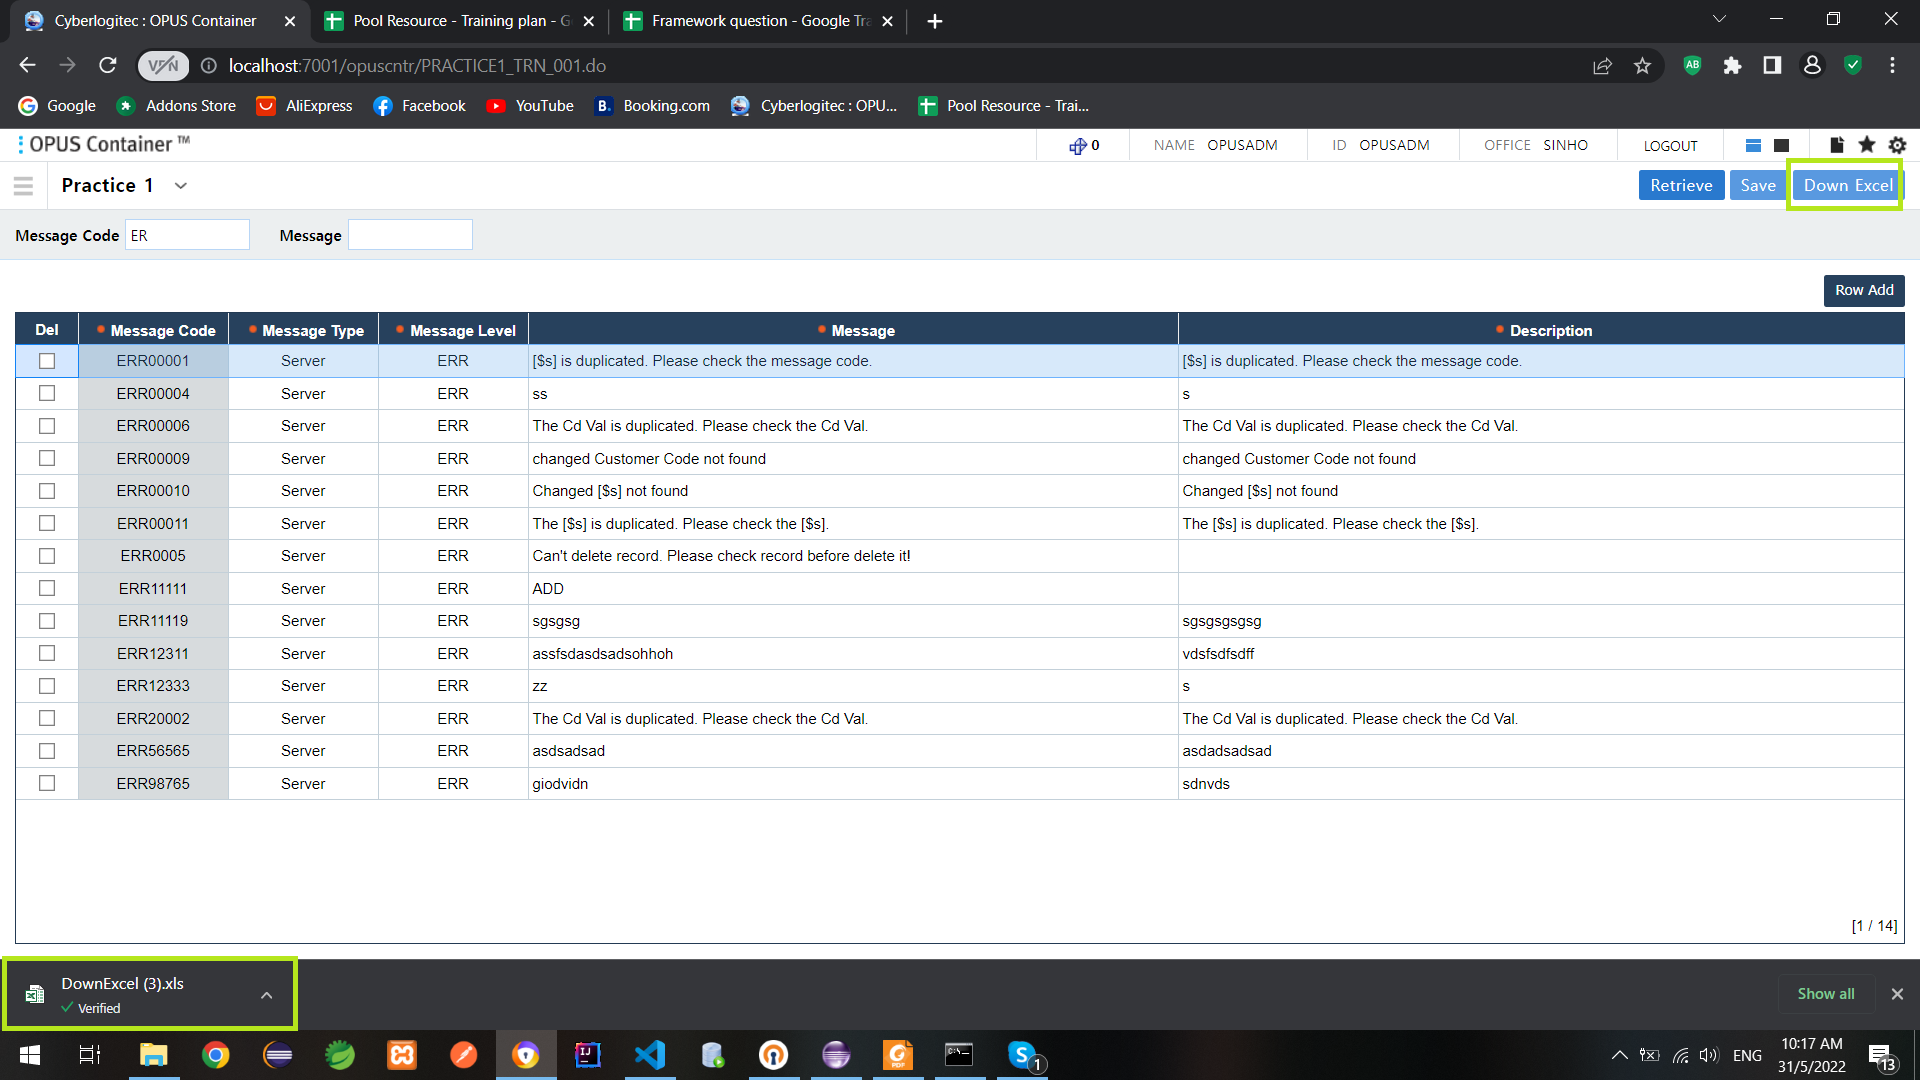 Cyberlogitec : OPUS Container
Pool Resource - Training plan - G
Framework question - Google Tra
VPN
localhost:7001/opuscntr/PRACTICE1_TRN_001.do
Google
Addons Store
AliExpress
Facebook
YouTube
B.
Booking.com
Cyberlogitec : OPU...
Pool Resource - Trai...
OPUS Container ™
0
NAME OPUSADM
ID OPUSADM
OFFICE SINHO
LOGOUT
Practice 1
Retrieve
Save
Down Excel
Message Code ER
Message
Row Add
Del Message Code Message Type Message Level Message Description
ERR00001 Server ERR [$s] is duplicated. Please check the message code. [$s] is duplicated. Please check the message code.
ERR00004 Server ERR ss s
ERR00006 Server ERR The Cd Val is duplicated. Please check the Cd Val. The Cd Val is duplicated. Please check the Cd Val.
ERR00009 Server ERR changed Customer Code not found changed Customer Code not found
ERR00010 Server ERR Changed [$s] not found Changed [$s] not found
ERR00011 Server ERR The [$s] is duplicated. Please check the [$s]. The [$s] is duplicated. Please check the [$s].
ERR0005 Server ERR Can't delete record. Please check record before delete it!
ERR11111 Server ERR ADD
ERR11119 Server ERR sgsgsg sgsgsgsgsg
ERR12311 Server ERR assfsdasdsadsohhoh vdsfsdfsdff
ERR12333 Server ERR zz s
ERR20002 Server ERR The Cd Val is duplicated. Please check the Cd Val. The Cd Val is duplicated. Please check the Cd Val.
ERR56565 Server ERR asdsadsad asdadsadsad
ERR98765 Server ERR giodvidn sdnvds
[1 / 14]
DownExcel (3).xls
Verified
Show all
ENG
10:17 AM
31/5/2022
13
1